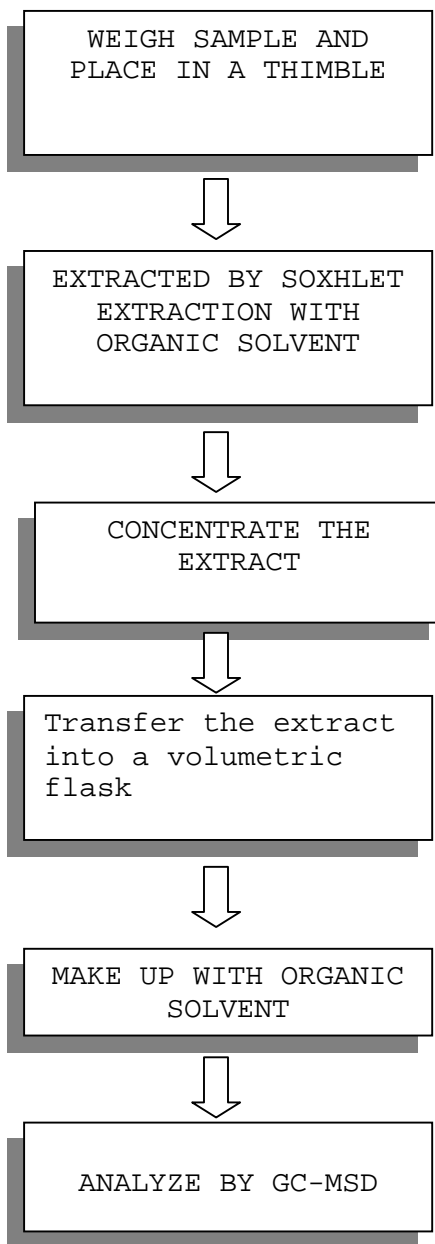 WEIGH SAMPLE AND
PLACE IN A THIMBLE
EXTRACTED BY SOXHLET
EXTRACTION WITH
ORGANIC SOLVENT
CONCENTRATE THE
EXTRACT
Transfer the extract
into a volumetric
flask
MAKE UP WITH ORGANIC
SOLVENT
ANALYZE BY GC-MSD